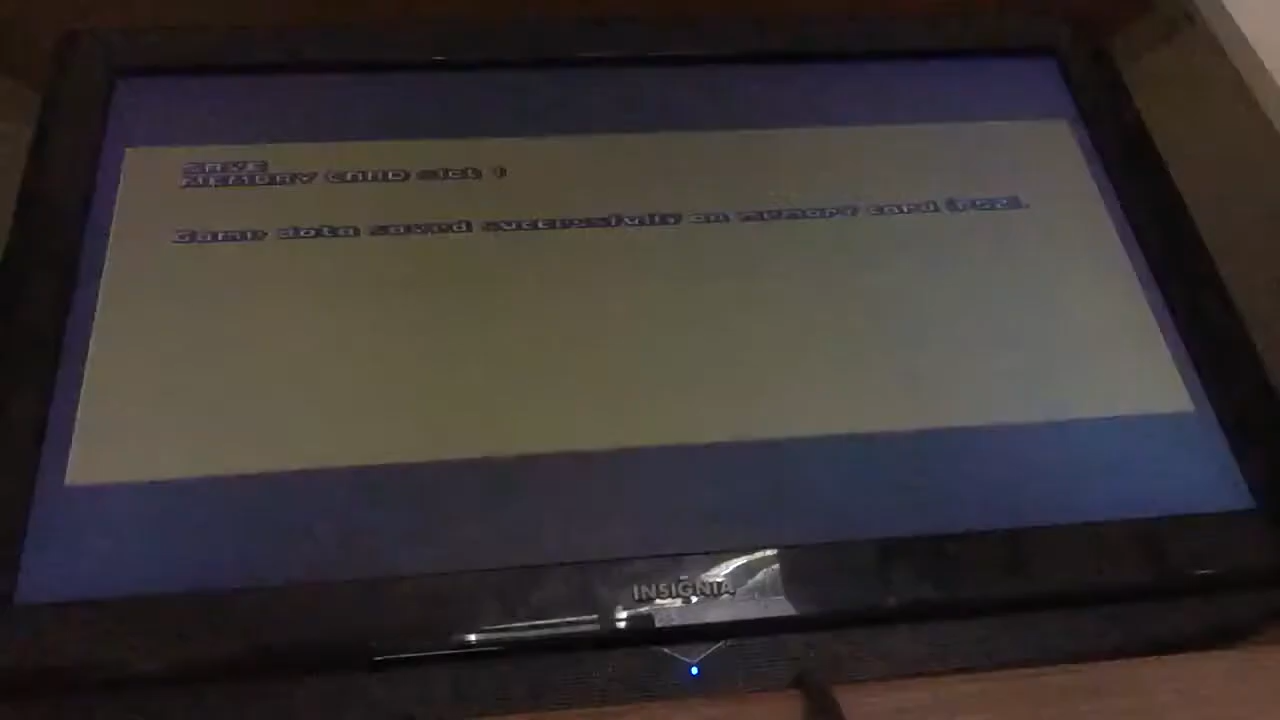 SAVE
MEMORY CARD slot 1
Game data saved successfully on memory card (PS2).
INSIGNIA